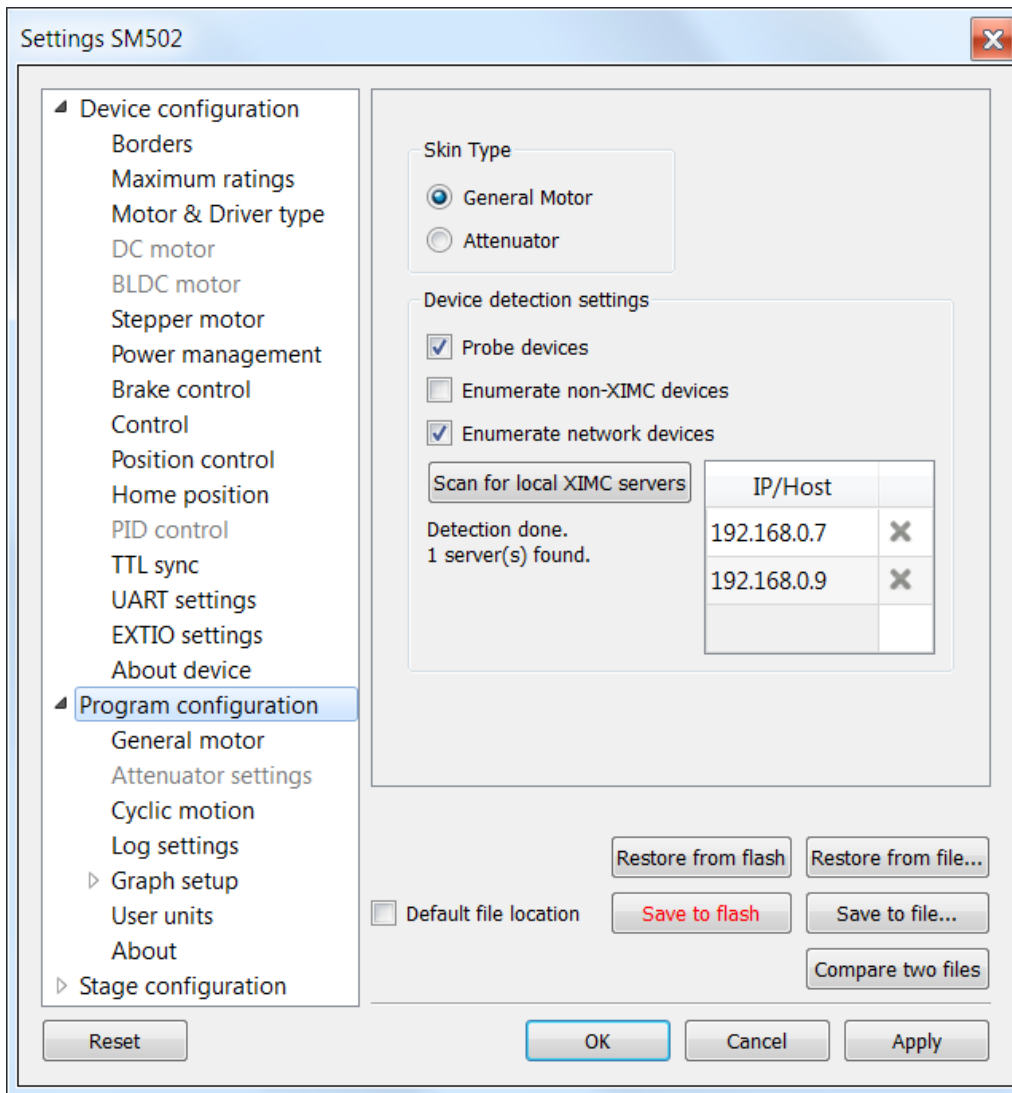 Settings SM502
Device configuration
Borders
Maximum ratings
Motor & Driver type
DC motor
BLDC motor
Stepper motor
Power management
Brake control
Control
Position control
Home position
PID control
TTL sync
UART settings
EXTIO settings
About device
Program configuration
General motor
Attenuator settings
Cyclic motion
Log settings
Graph setup
User units
About
Stage configuration
Skin Type
General Motor
Attenuator
Device detection settings
Probe devices
Enumerate non-XIMC devices
Enumerate network devices
Scan for local XIMC servers
Detection done.
1 server(s) found.
IP/Host
192.168.0.7
192.168.0.9
Restore from flash
Restore from file...
Default file location
Save to flash
Save to file...
Compare two files
Reset
OK
Cancel
Apply